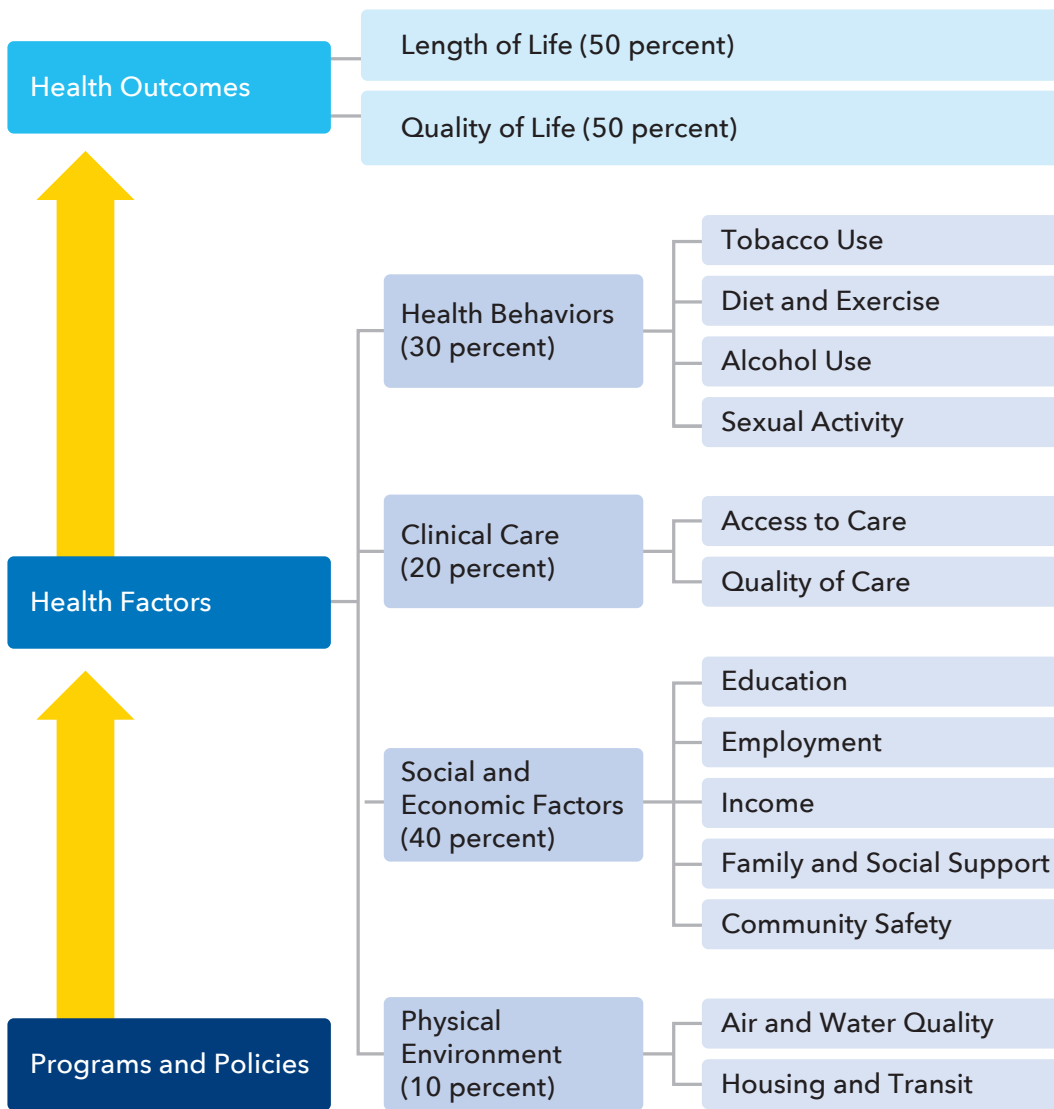 Health Outcomes
Length of Life (50 percent)
Quality of Life (50 percent)
Health Factors
Health Behaviors
(30 percent)
Tobacco Use
Diet and Exercise
Alcohol Use
Sexual Activity
Clinical Care
(20 percent)
Access to Care
Quality of Care
Social and
Economic Factors
(40 percent)
Education
Employment
Income
Family and Social Support
Community Safety
Physical
Environment
(10 percent)
Air and Water Quality
Housing and Transit
Programs and Policies